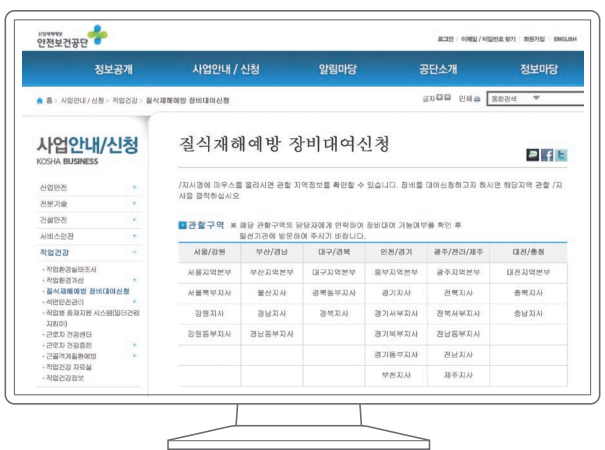 산업재해예방
안전보건공단
로그인 | 이메일 / 비밀번호 찾기 | 회원가입 | ENGLISH
정보공개 사업안내 / 신청 알림마당 공단소개 정보마당
홈 > 사업안내 / 신청 > 직업건강 > 질식재해예방 장비대여신청
글자 인쇄 통합검색
사업안내/신청
KOSHA BUSINESS
산업안전
전문기술
건설안전
서비스안전
직업건강
- 작업환경실태조사
- 작업환경개선
- 질식재해예방 장비대여신청
- 석면안전관리
- 직업병 중재지원 시스템(일터건강
지킴이)
- 근로자 건강센터
- 근로자 건강증진
- 근골격계질환예방
- 직업건강 자료실
- 직업건강정보
질식재해예방 장비대여신청
/지사명에 마우스를 올리시면 관할 지역정보를 확인할 수 있습니다. 장비를 대여신청하고자 하시면 해당지역 관할 /지
사를 클릭하십시오
관할구역 ※ 해당 관할구역의 담당자에게 연락하여 장비대여 가능여부를 확인 후
일선기관에 방문하여 주시기 바랍니다.
서울/강원 부산/경남 대구/경북 인천/경기 광주/전라/제주 대전/충청
서울지역본부 부산지역본부 대구지역본부 중부지역본부 광주지역본부 대전지역본부
서울북부지사 울산지사 경북동부지사 경기지사 전북지사 충북지사
강원지사 경남지사 경북지사 경기서부지사 전북서부지사 충남지사
강원동부지사 경남동부지사 경기북부지사 전남동부지사
경기동부지사 전남지사
부천지사 제주지사